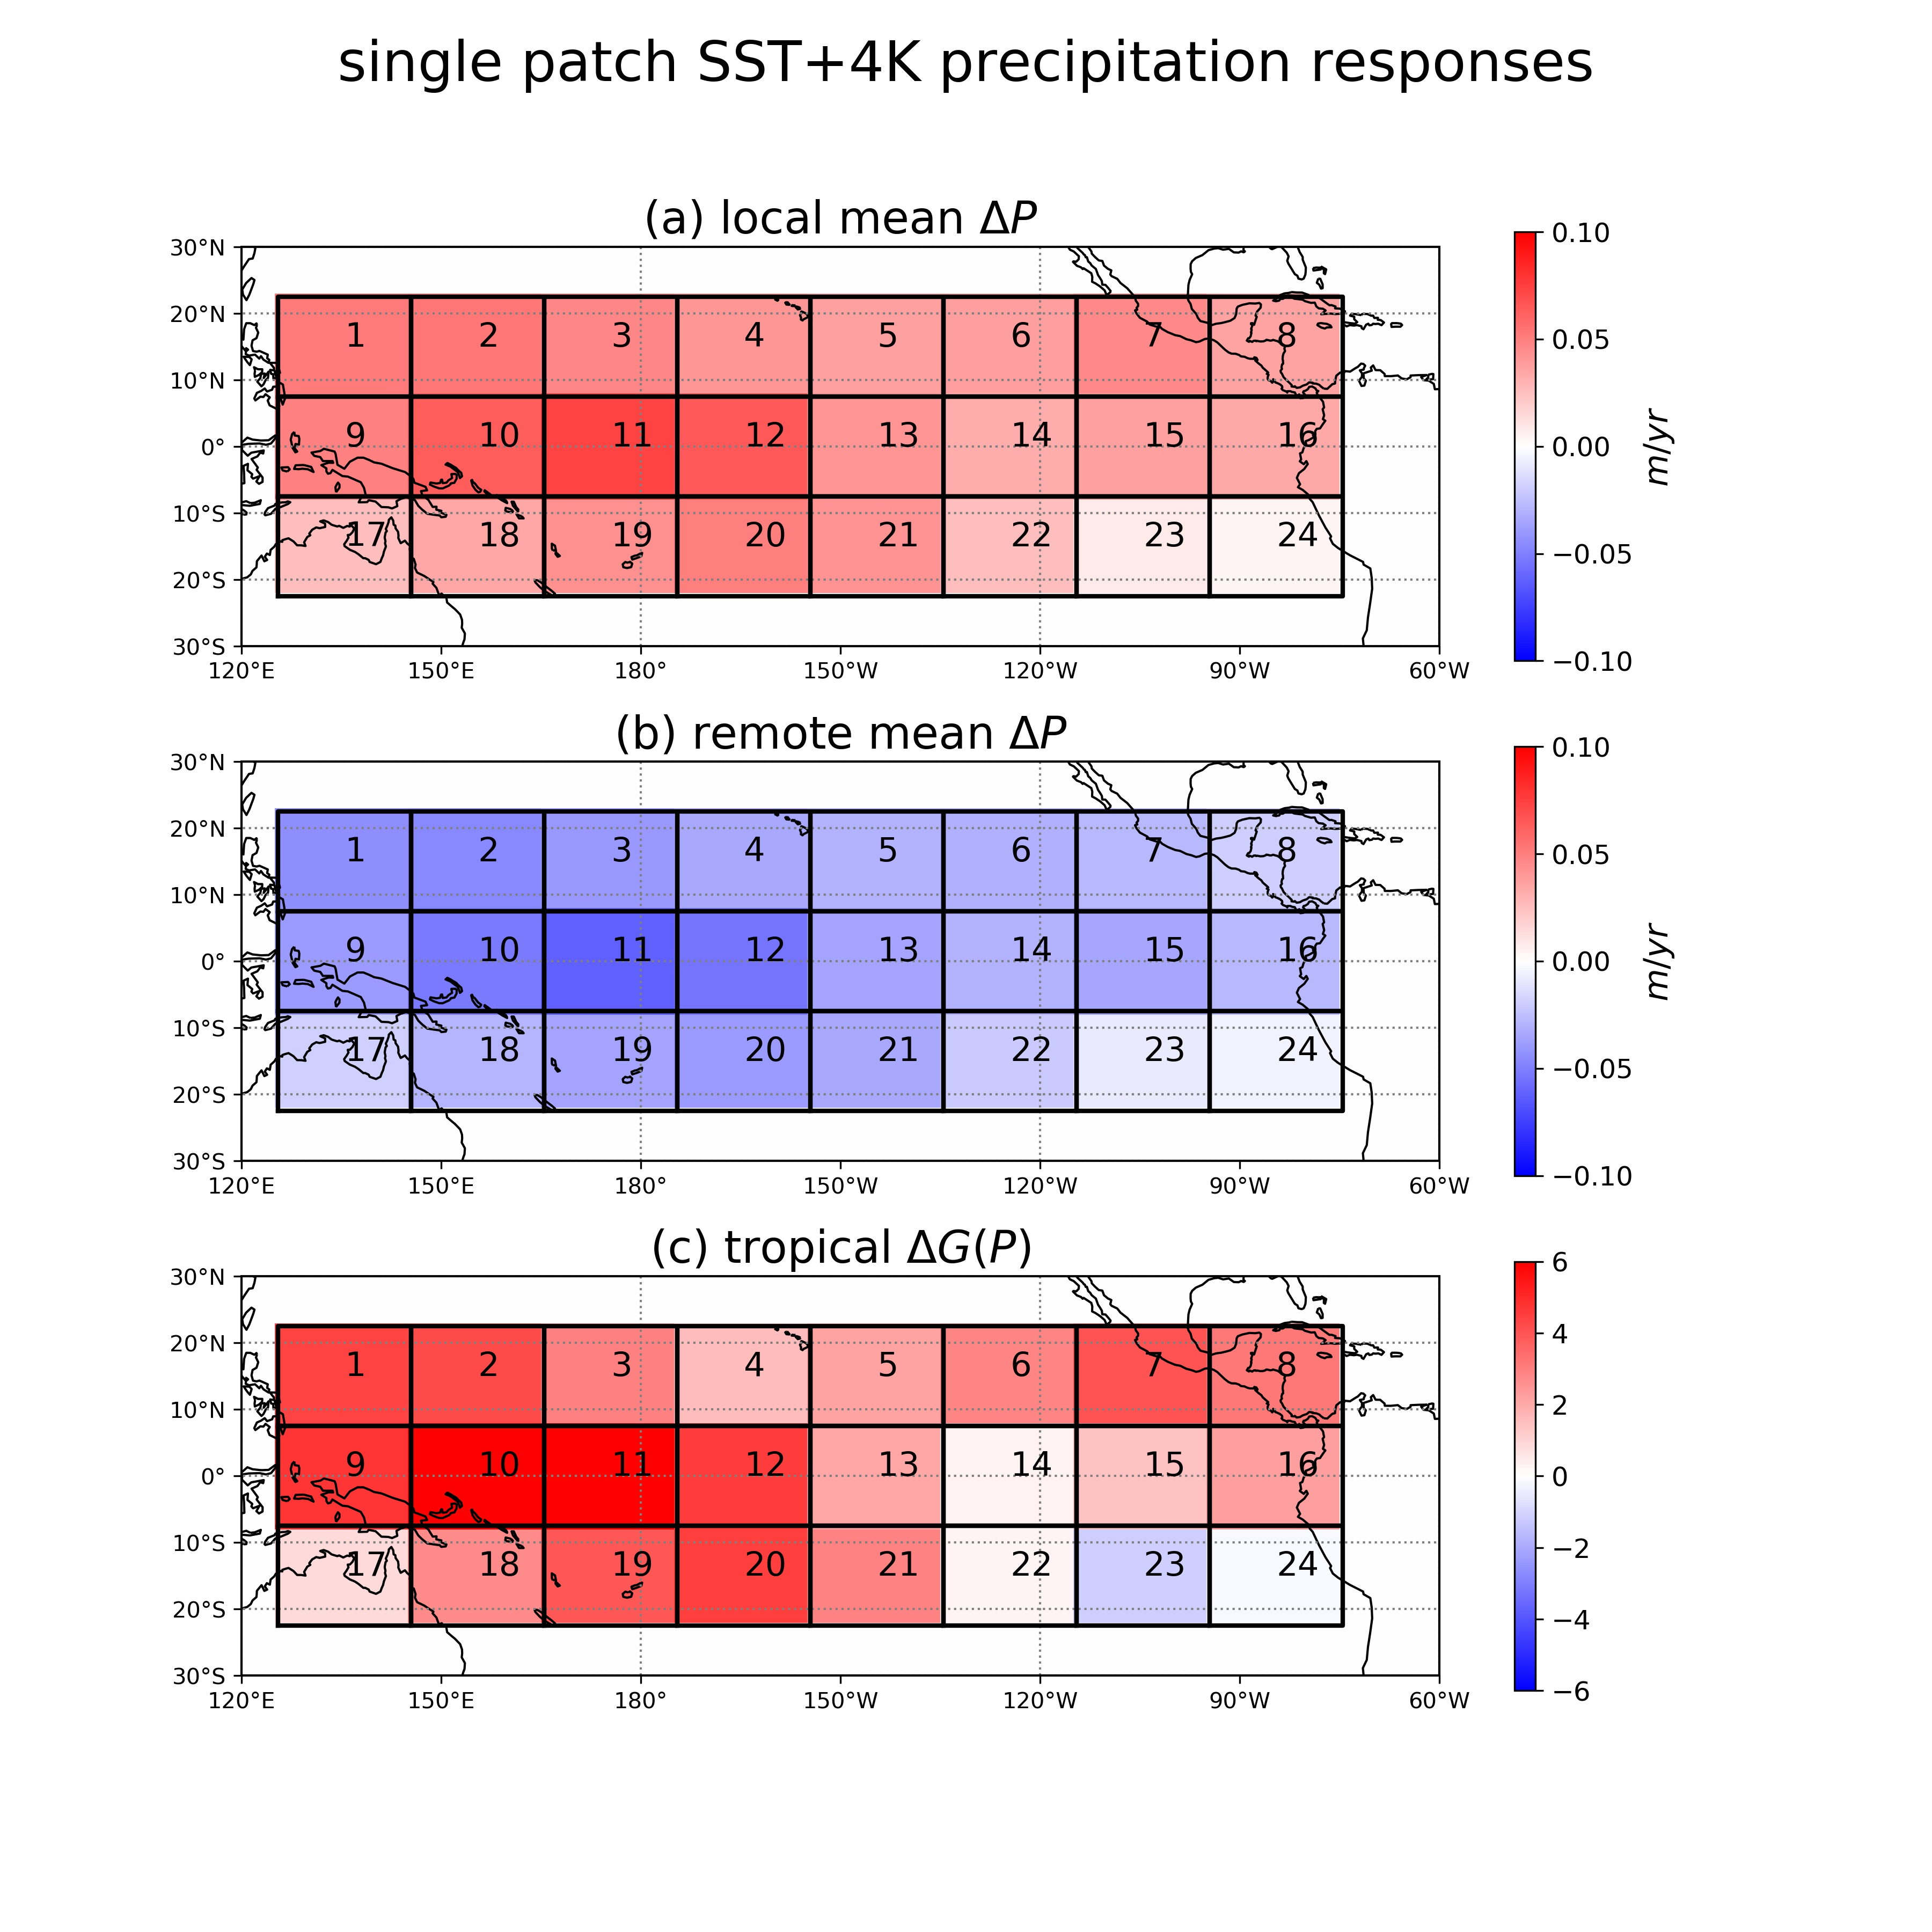 single patch SST+4K precipitation responses
(a) local mean ΔP
30°N
20°N
10°N
0°
10°S
20°S
30°S
1 2 3 4 5 6 7 8
9 10 11 12 13 14 15 16
17 18 19 20 21 22 23 24
120°E 150°E 180° 150°W 120°W 90°W 60°W
0.10
0.05
0.00
−0.05
−0.10
m/yr
(b) remote mean ΔP
30°N
20°N
10°N
0°
10°S
20°S
30°S
1 2 3 4 5 6 7 8
9 10 11 12 13 14 15 16
17 18 19 20 21 22 23 24
120°E 150°E 180° 150°W 120°W 90°W 60°W
0.10
0.05
0.00
−0.05
−0.10
m/yr
(c) tropical ΔG(P)
30°N
20°N
10°N
0°
10°S
20°S
30°S
1 2 3 4 5 6 7 8
9 10 11 12 13 14 15 16
17 18 19 20 21 22 23 24
120°E 150°E 180° 150°W 120°W 90°W 60°W
6
4
2
0
−2
−4
−6